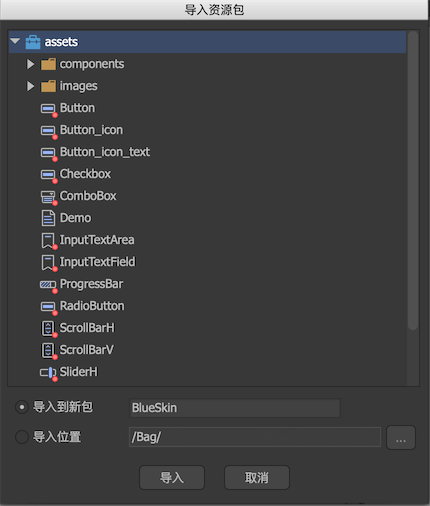 导入资源包
assets
components
images
Button
Button_icon
Button_icon_text
Checkbox
ComboBox
Demo
InputTextArea
InputTextField
ProgressBar
RadioButton
ScrollBarH
ScrollBarV
SliderH
导入到新包 BlueSkin
导入位置 /Bag/ ...
导入 取消